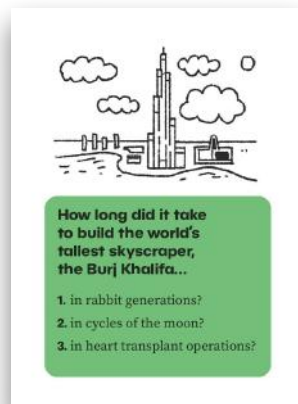 How long did it take
to build the world's
tallest skyscraper,
the Burj Khalifa...
1. in rabbit generations?
2. in cycles of the moon?
3. in heart transplant operations?